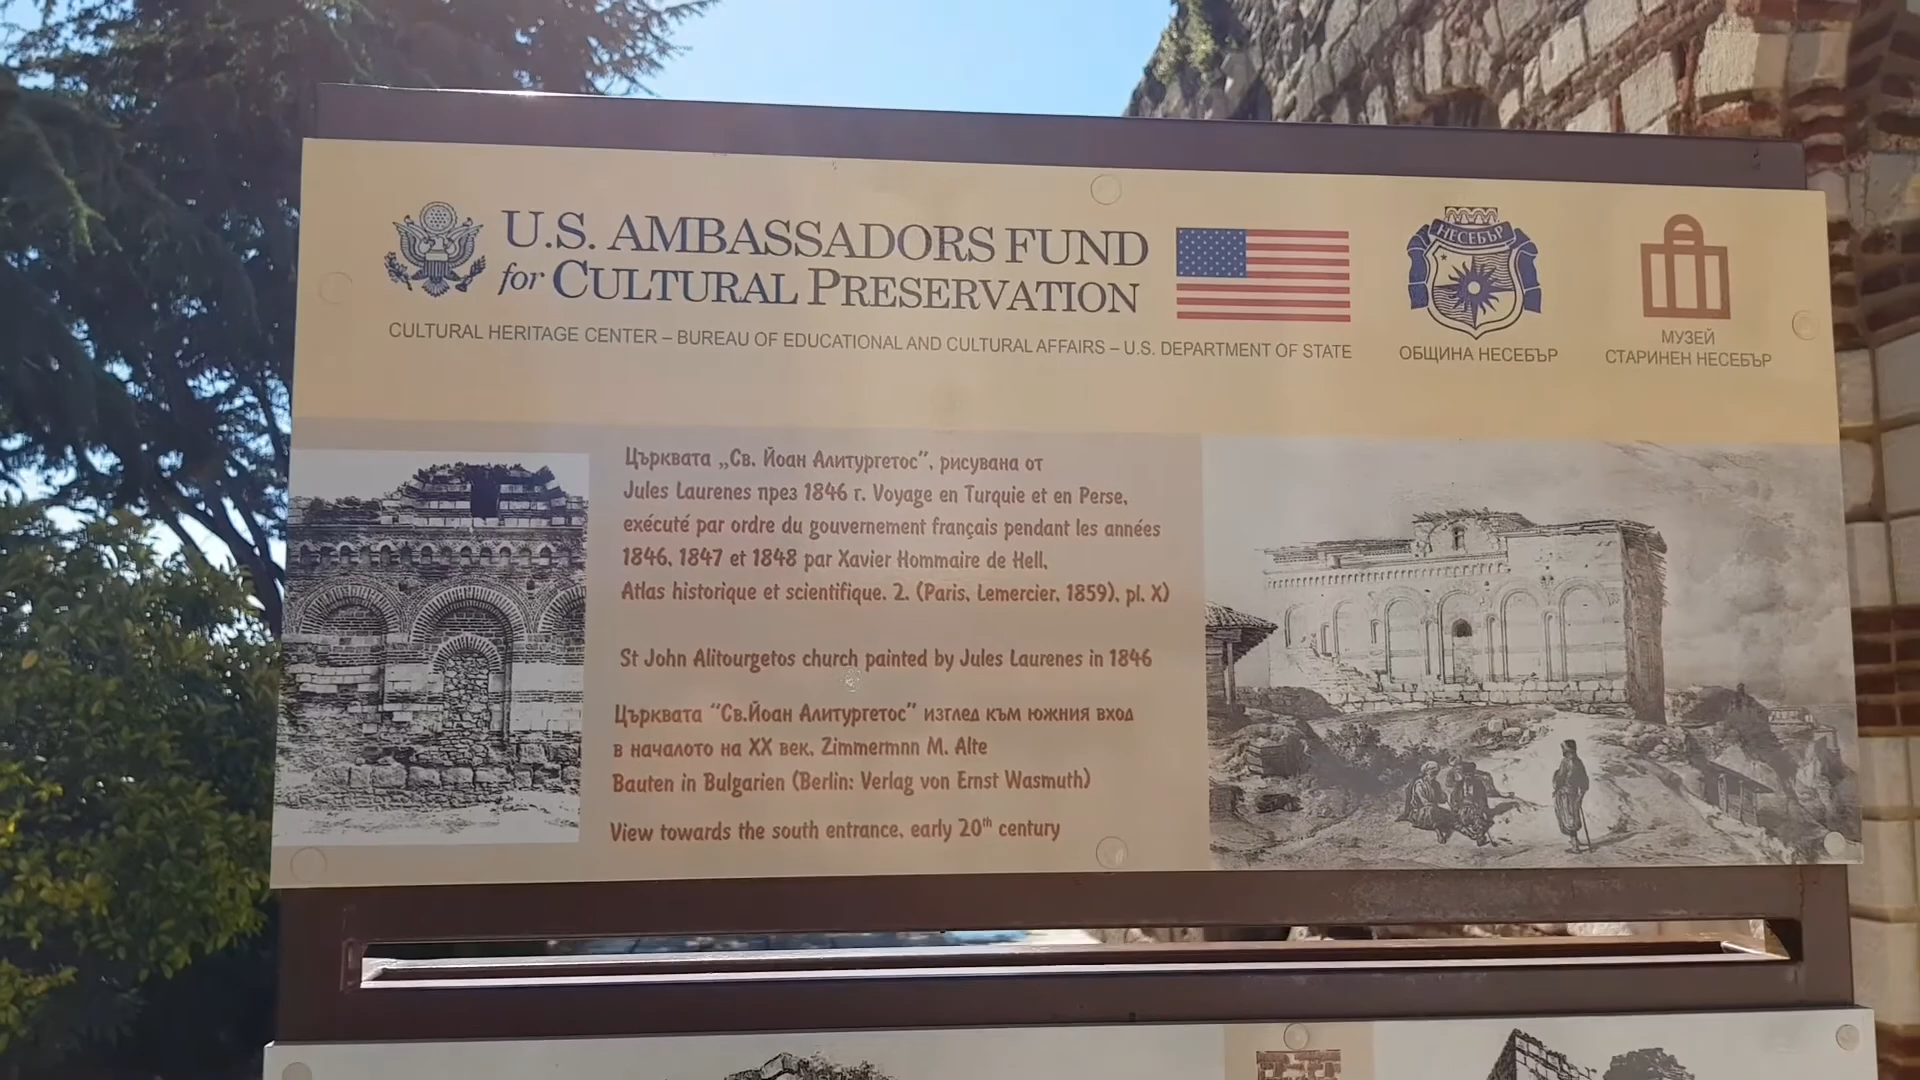 U.S. AMBASSADORS FUND
for CULTURAL PRESERVATION
CULTURAL HERITAGE CENTER – BUREAU OF EDUCATIONAL AND CULTURAL AFFAIRS – U.S. DEPARTMENT OF STATE
НЕСЕБЪР
ОБЩИНА НЕСЕБЪР
МУЗЕЙ
СТАРИНЕН НЕСЕБЪР
Църквата „Св. Йоан Алитургетос”, рисувана от
Jules Laurenes през 1846 г. Voyage en Turquie et en Perse,
exécuté par ordre du gouvernement français pendant les années
1846, 1847 et 1848 par Xavier Hommaire de Hell,
Atlas historique et scientifique. 2. (Paris, Lemercier, 1859), pl. X)
St John Alitourgetos church painted by Jules Laurenes in 1846
Църквата “Св.Йоан Алитургетос” изглед към южния вход
в началото на XX век. Zimmermnn M. Alte
Bauten in Bulgarien (Berlin: Verlag von Ernst Wasmuth)
View towards the south entrance, early 20th century